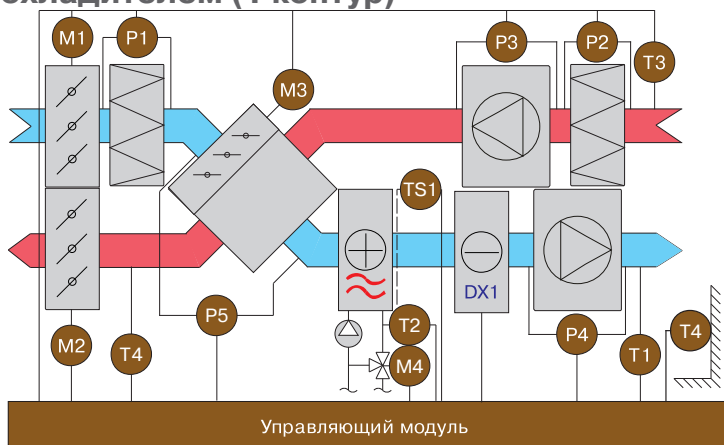 охладителем (1 контур)
M1
P1
P3
P2
T3
M3
TS1
DX1
P5
T2
M2
T4
M4
P4
T1
T4
Управляющий модуль